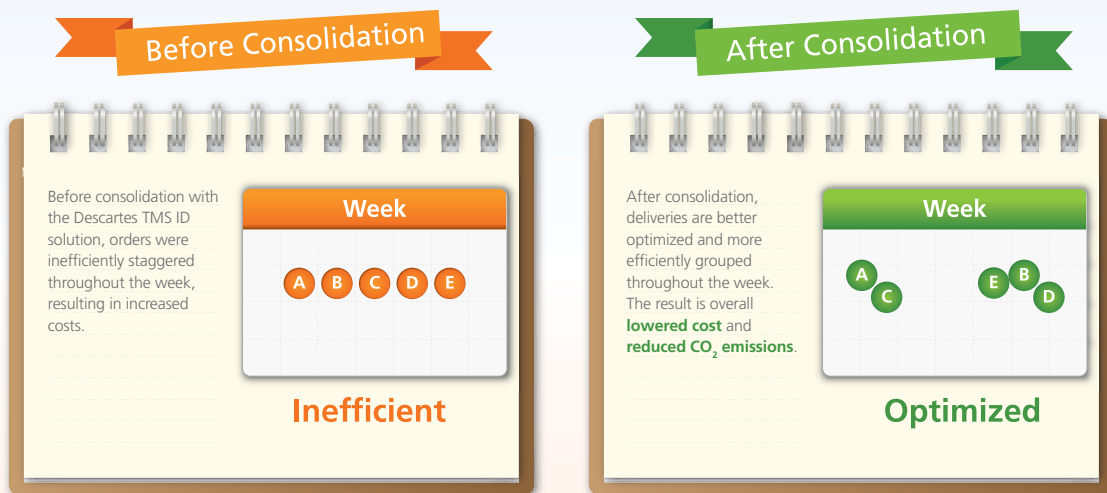 Before Consolidation
Before consolidation with
the Descartes TMS ID
solution, orders were
inefficiently staggered
throughout the week,
resulting in increased
costs.
Week
A B C D E
Inefficient
After Consolidation
After consolidation,
deliveries are better
optimized and more
efficiently grouped
throughout the week.
The result is overall
lowered cost and
reduced CO₂ emissions.
Week
A
C
E
B
D
Optimized